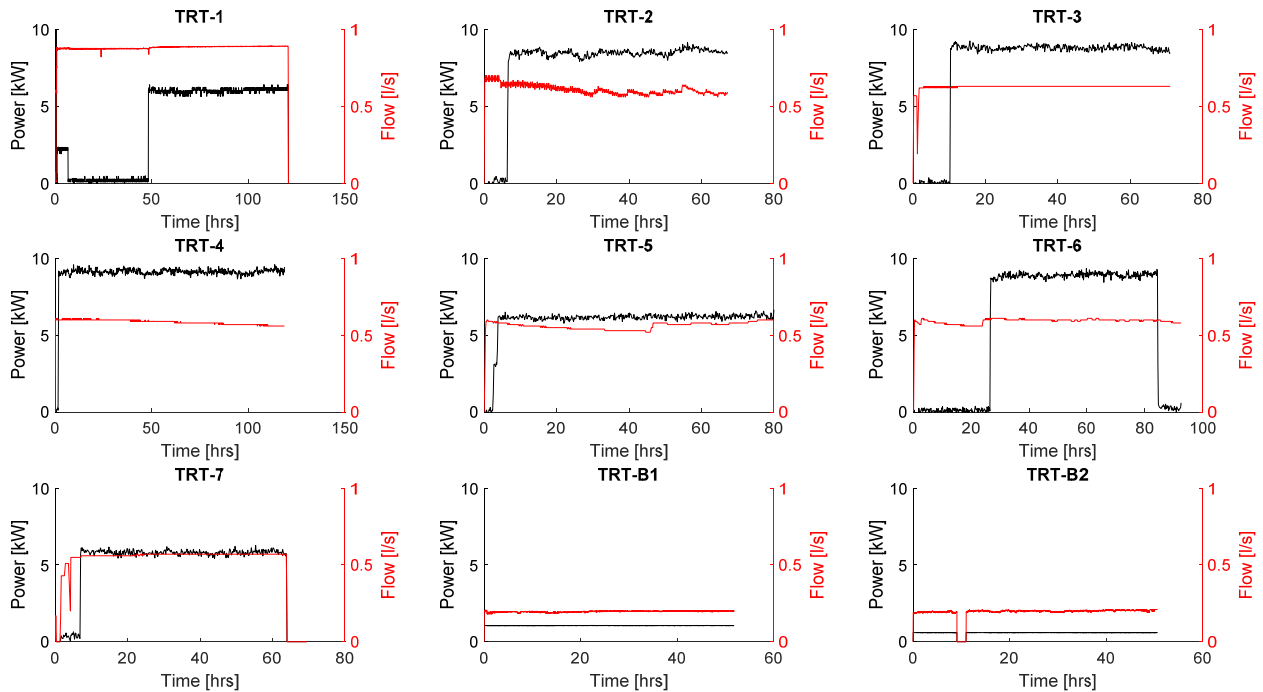 TRT-1
10
5
0
Power [kW]
1
0.5
0
Flow [l/s]
0
50
100
150
Time [hrs]
TRT-2
10
5
0
Power [kW]
1
0.5
0
Flow [l/s]
0
20
40
60
80
Time [hrs]
TRT-3
10
5
0
Power [kW]
1
0.5
0
Flow [l/s]
0
20
40
60
80
Time [hrs]
TRT-4
10
5
0
Power [kW]
1
0.5
0
Flow [l/s]
0
50
100
150
Time [hrs]
TRT-5
10
5
0
Power [kW]
1
0.5
0
Flow [l/s]
0
20
40
60
80
Time [hrs]
TRT-6
10
5
0
Power [kW]
1
0.5
0
Flow [l/s]
0
20
40
60
80
100
Time [hrs]
TRT-7
10
5
0
Power [kW]
1
0.5
0
Flow [l/s]
0
20
40
60
80
Time [hrs]
TRT-B1
10
5
0
Power [kW]
1
0.5
0
Flow [l/s]
0
20
40
60
Time [hrs]
TRT-B2
10
5
0
Power [kW]
1
0.5
0
Flow [l/s]
0
20
40
60
Time [hrs]